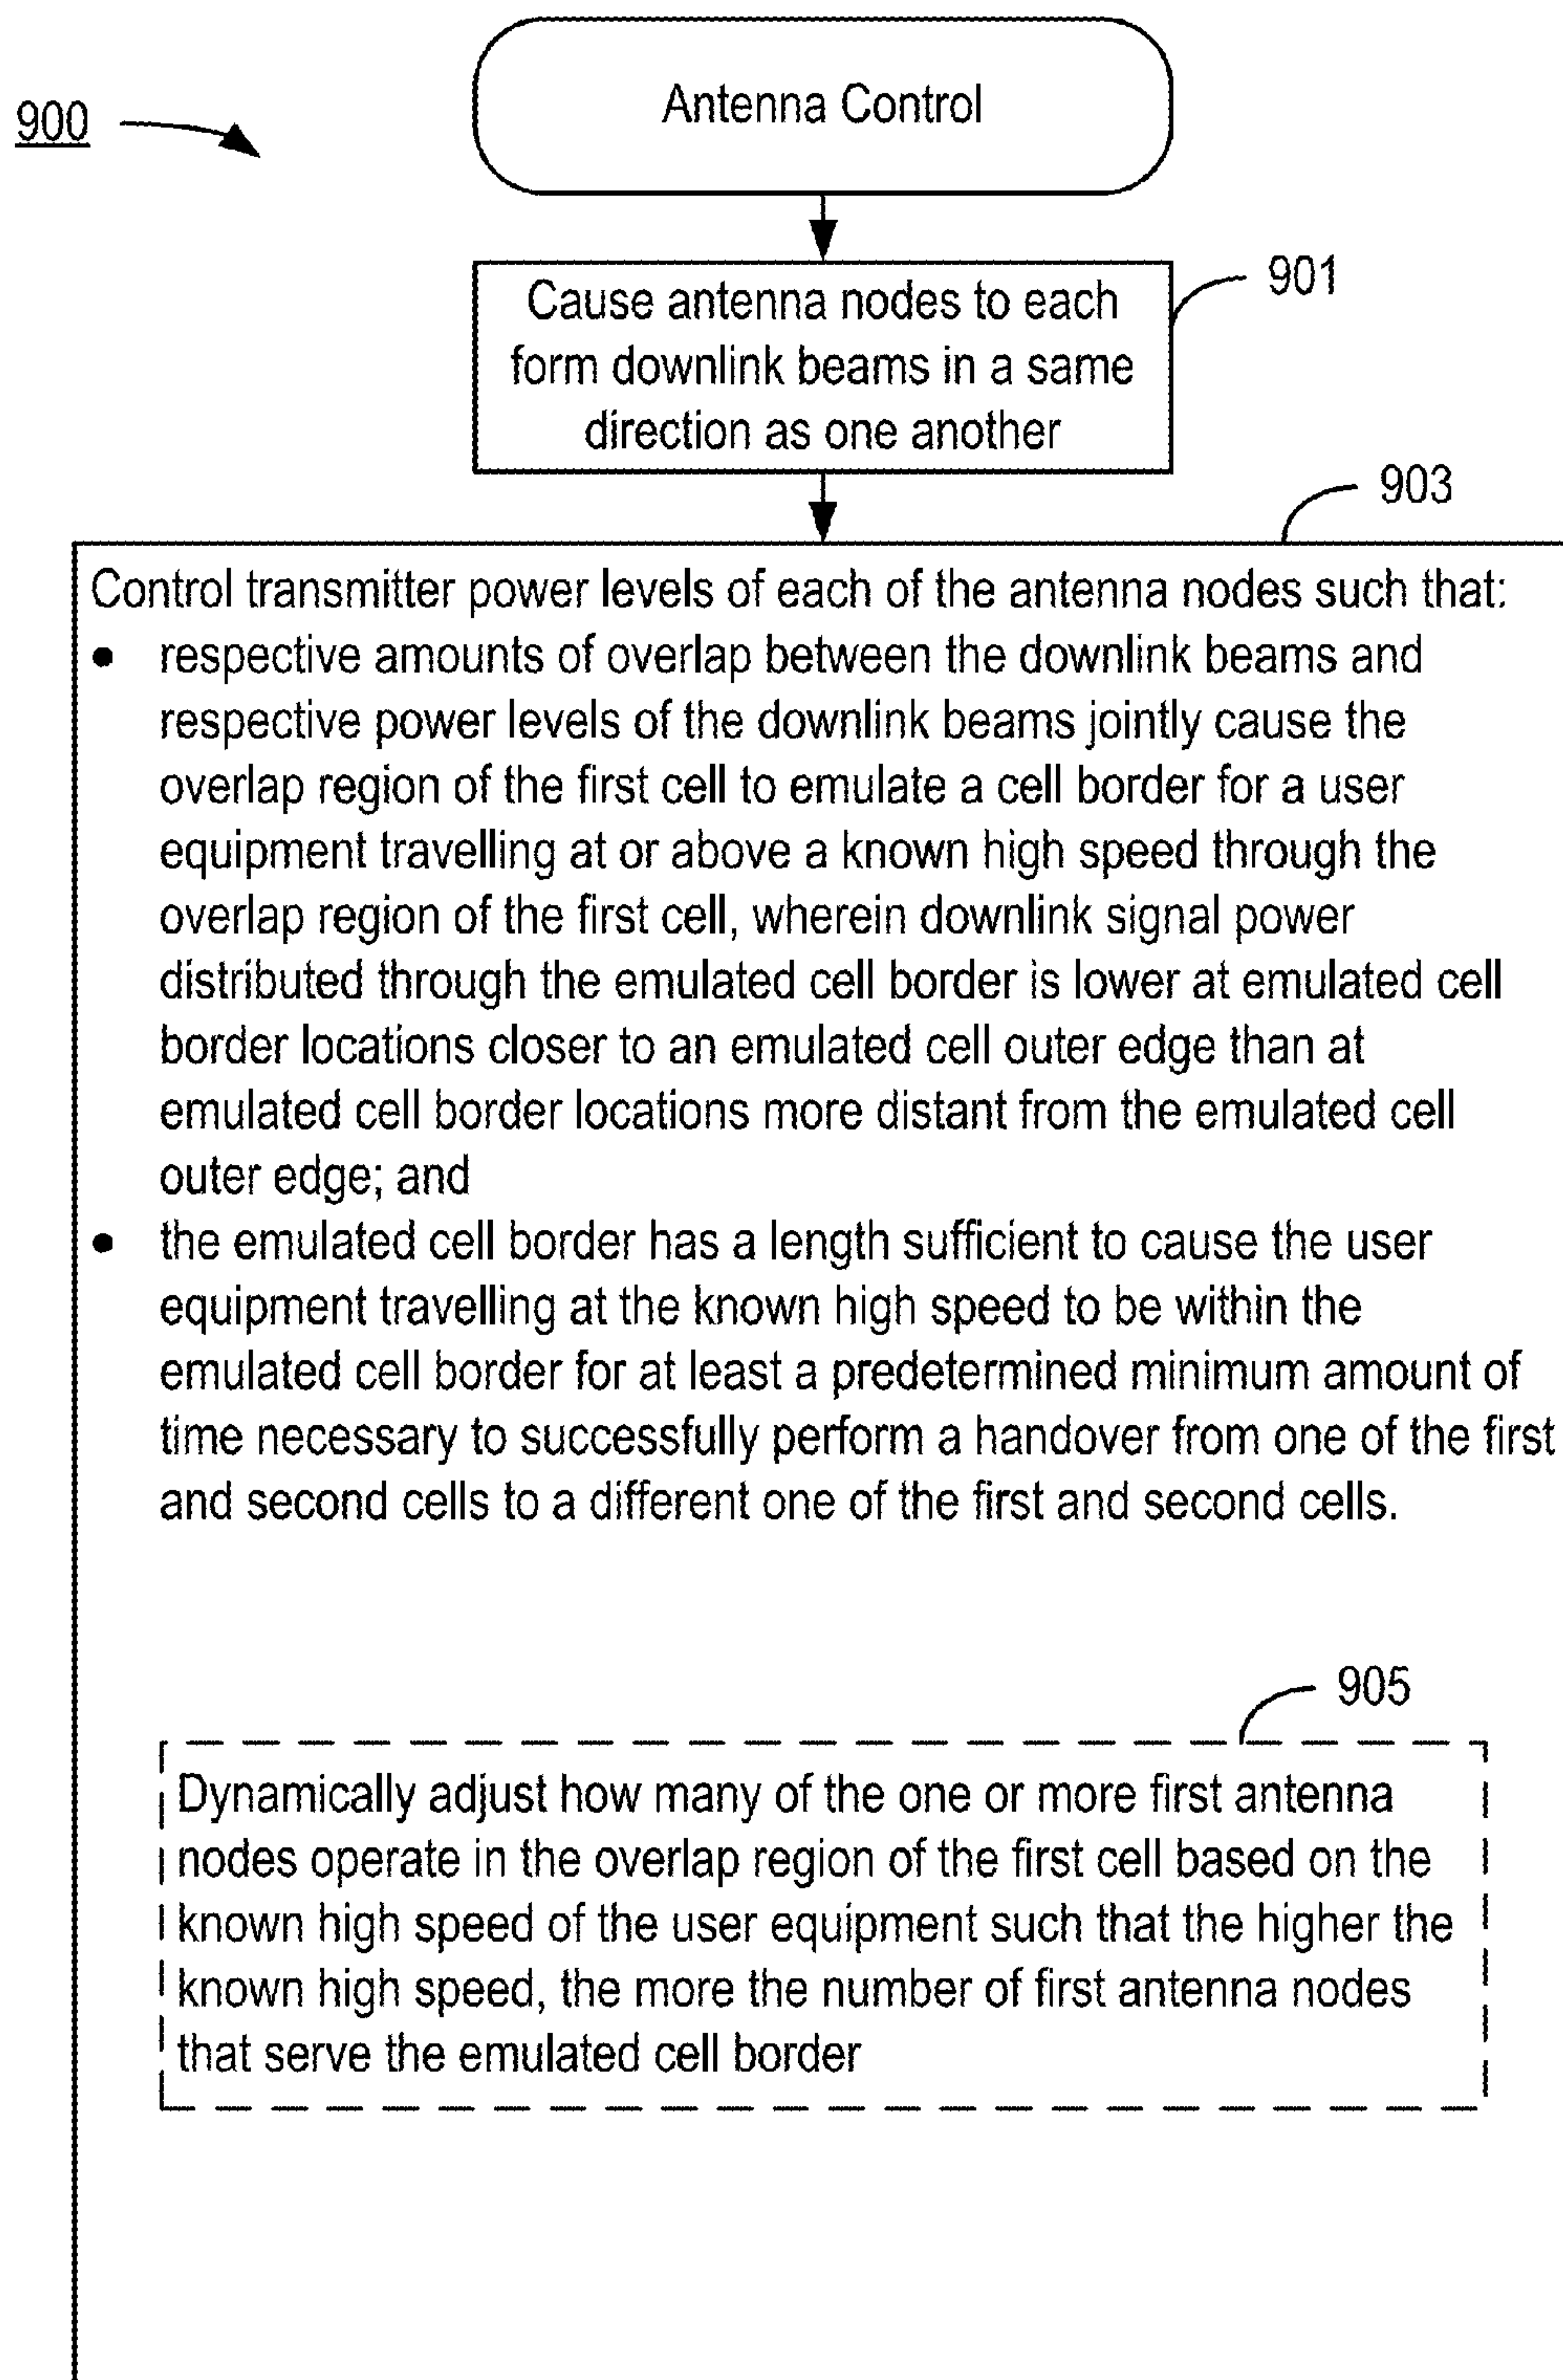 Antenna Control
900
901
Cause antenna nodes to each
form downlink beams in a same
direction as one another
903
Control transmitter power levels of each of the antenna nodes such that:
• respective amounts of overlap between the downlink beams and
respective power levels of the downlink beams jointly cause the
overlap region of the first cell to emulate a cell border for a user
equipment travelling at or above a known high speed through the
overlap region of the first cell, wherein downlink signal power
distributed through the emulated cell border is lower at emulated cell
border locations closer to an emulated cell outer edge than at
emulated cell border locations more distant from the emulated cell
outer edge; and
• the emulated cell border has a length sufficient to cause the user
equipment travelling at the known high speed to be within the
emulated cell border for at least a predetermined minimum amount of
time necessary to successfully perform a handover from one of the first
and second cells to a different one of the first and second cells.
905
Dynamically adjust how many of the one or more first antenna
nodes operate in the overlap region of the first cell based on the
known high speed of the user equipment such that the higher the
known high speed, the more the number of first antenna nodes
that serve the emulated cell border